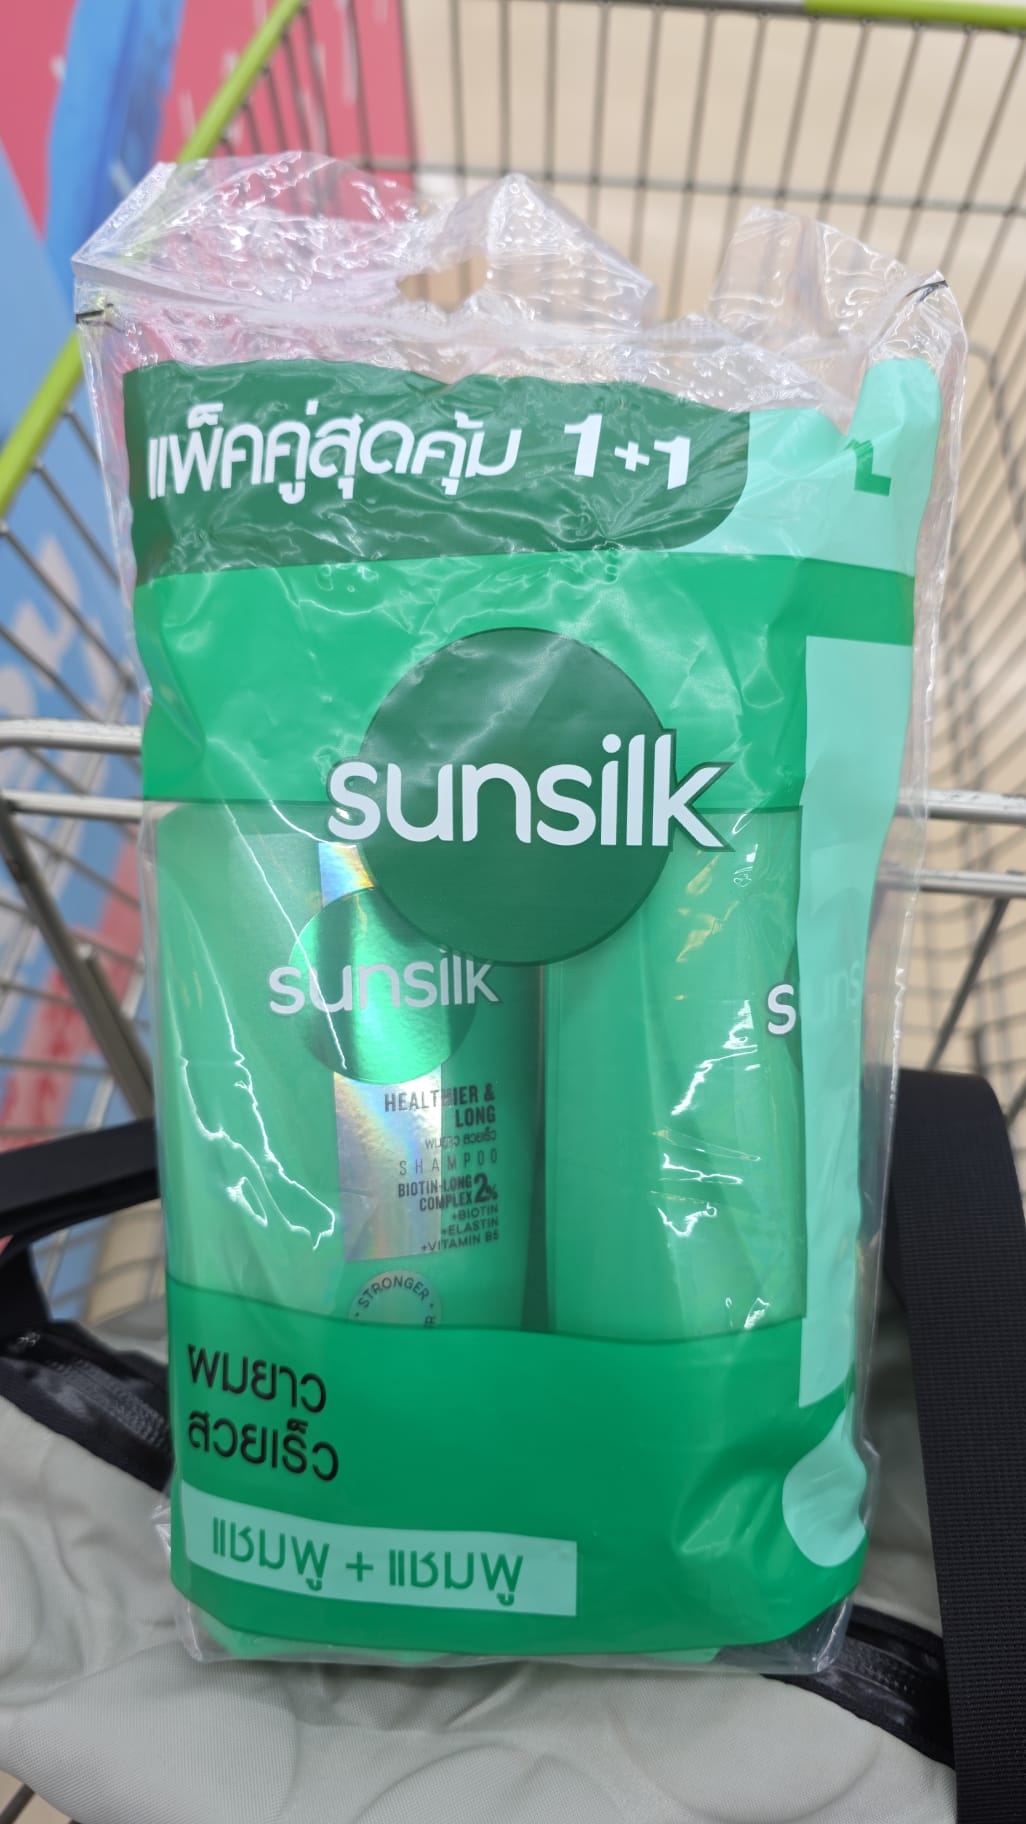 แพ็คคู่สุดคุ้ม 1+1
sunsilk
sunsilk
HEALTHIER &
LONG
ผมยาว สวยเร็ว
SHAMPOO
BIOTIN-LONG
COMPLEX 2%
+BIOTIN
+ELASTIN
+VITAMIN B5
STRONGER
ผมยาว
สวยเร็ว
แชมพู + แชมพู